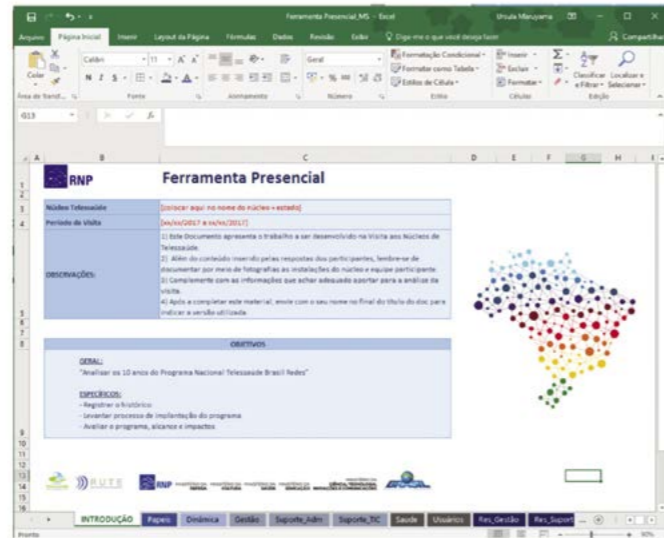 Ferramenta Presencial_MS - Excel
Ursula Maruyama
Arquivo Página Inicial Inserir Layout da Página Fórmulas Dados Revisão Exibir Diga-me o que você deseja fazer Compartilhar
Calibri 11 Geral
Formatação Condicional
Formatar como Tabela
Estilos de Célula
Inserir
Excluir
Formatar
Colar
Classificar e Filtrar
Localizar e Selecionar
Fonte Alinhamento Número Estilo Células Edição
G13
A B C D E F G H
RNP
Ferramenta Presencial
Núcleo Telessaúde [colocar aqui no nome do núcleo + estado]
Período da Visita [xx/xx/2017 a xx/xx/2017]
OBSERVAÇÕES:
1) Este Documento apresenta o trabalho a ser desenvolvido na Visita aos Núcleos de
Telessaúde.
2) Além do conteúdo inserido pelas respostas dos participantes, lembre-se de
documentar por meio de fotografias as instalações do núcleo e equipe participante.
3) Complemente com as informações que achar adequado aportar para a análise da
visita.
4) Após a completar este material, envie com o seu nome no final do título do doc para
indicar a versão utilizada.
OBJETIVOS
GERAL:
"Analisar os 10 anos do Programa Nacional Telessaúde Brasil Redes"
ESPECÍFICOS:
- Registrar o histórico
- Levantar processo de implantação do programa
- Avaliar o programa, alcance e impactos
RUTE
RNP
INTRODUÇÃO Papeis Dinâmica Gestão Suporte_Adm Suporte_TIC Saude Usuários Res_Gestão Res_Suport
Pronto
90%